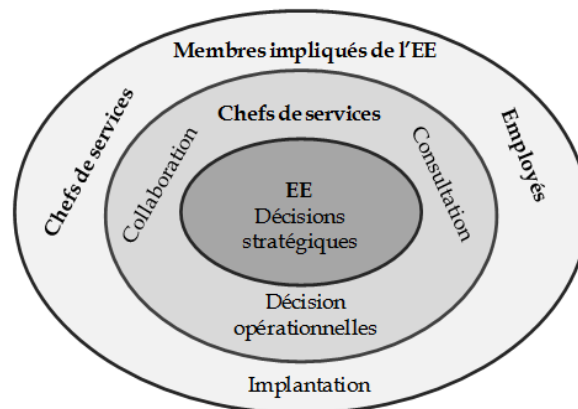 Membres impliqués de l’EE
Chefs de services
Employés
Chefs de services
Collaboration
Consultation
EE
Décisions
stratégiques
Décision
opérationnelles
Implantation